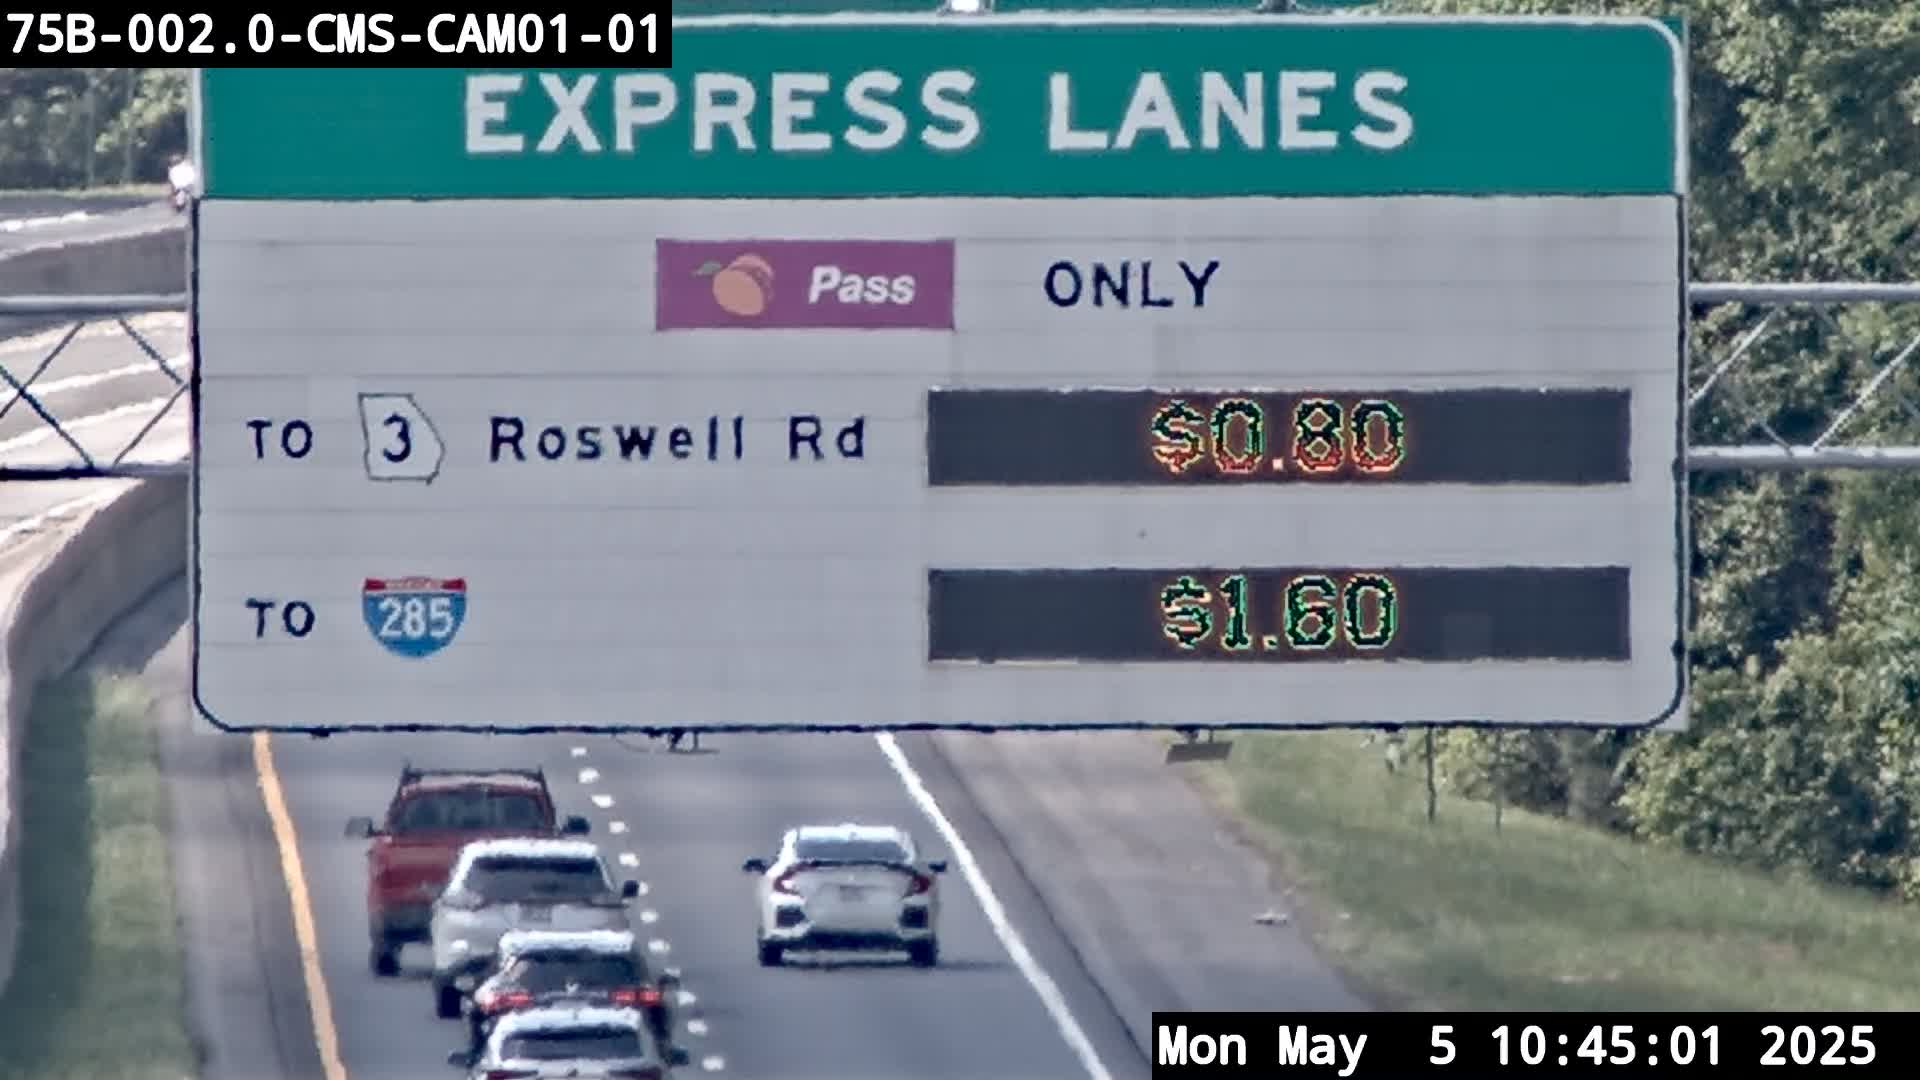 75B-002.0-CMS-CAM01-01
EXPRESS LANES
Pass ONLY
TO 3 Roswell Rd $0.80
TO 285 $1.60
Mon May 5 10:45:01 2025